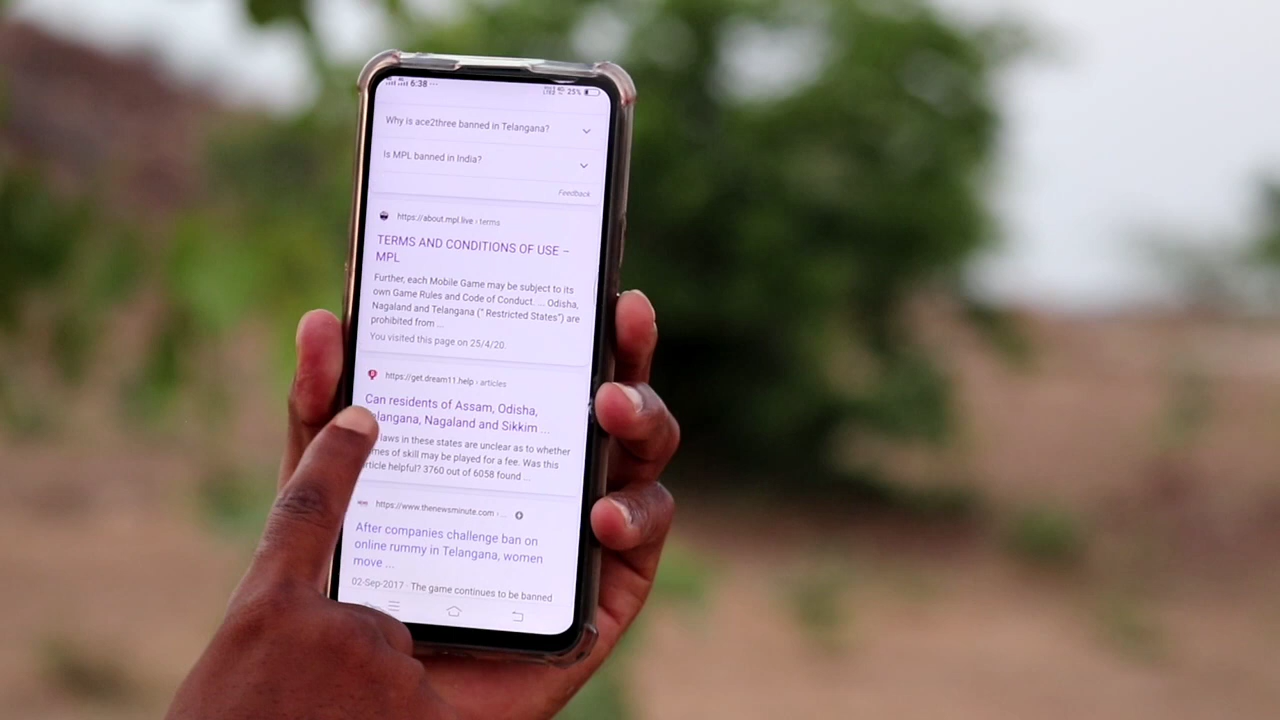 6:38
25%
Why is ace2three banned in Telangana?
Is MPL banned in India?
Feedback
https://about.mpl.live › terms
TERMS AND CONDITIONS OF USE –
MPL
Further, each Mobile Game may be subject to its
own Game Rules and Code of Conduct. ... Odisha,
Nagaland and Telangana (" Restricted States") are
prohibited from ...
You visited this page on 25/4/20.
https://get.dream11.help › articles
Can residents of Assam, Odisha,
elangana, Nagaland and Sikkim ...
laws in these states are unclear as to whether
mes of skill may be played for a fee. Was this
rticle helpful? 3760 out of 6058 found ...
https://www.thenewsminute.com › ...
After companies challenge ban on
online rummy in Telangana, women
move ...
02-Sep-2017 · The game continues to be banned